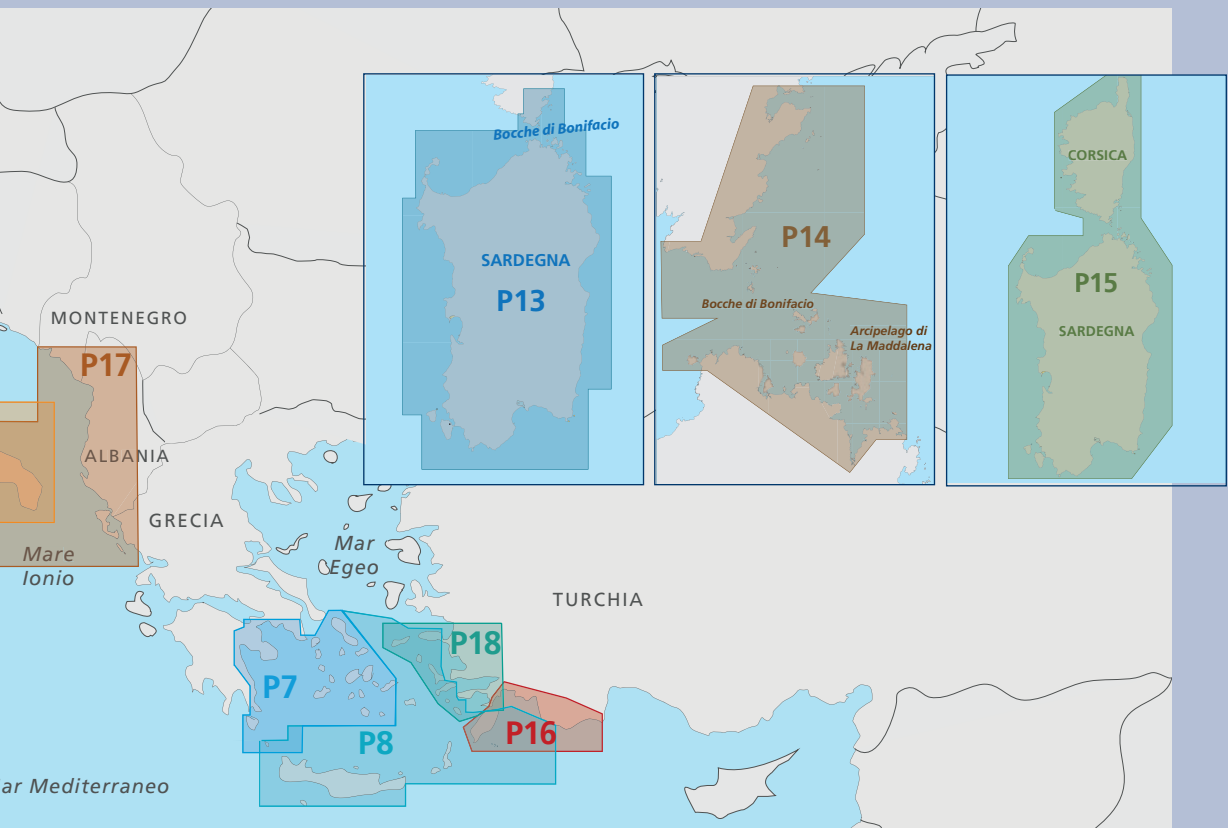 MONTENEGRO
P17
ALBANIA
GRECIA
Mare
Ionio
Mar
Egeo
TURCHIA
P18
P7
P8
P16
ar Mediterraneo
Bocche di Bonifacio
SARDEGNA
P13
P14
Bocche di Bonifacio
Arcipelago di
La Maddalena
CORSICA
P15
SARDEGNA